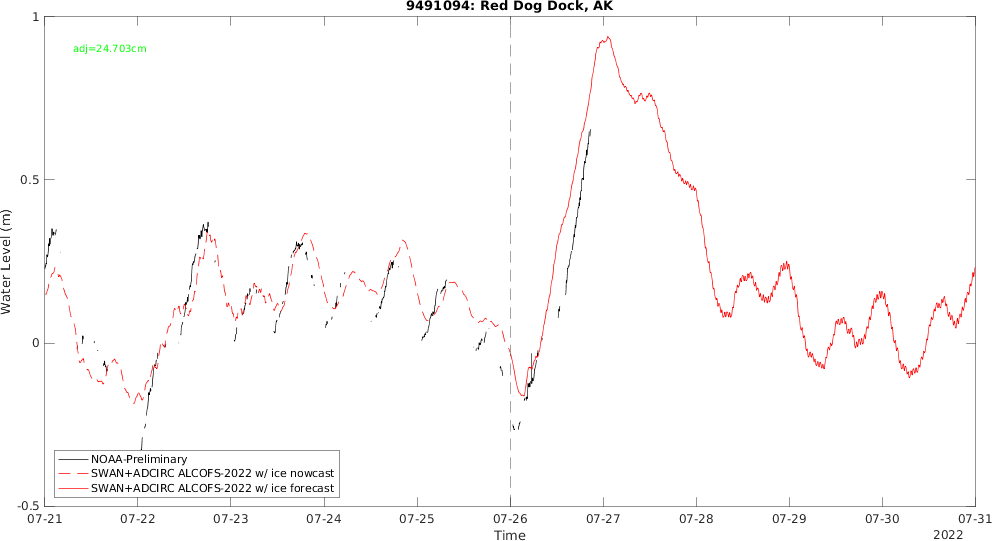 9491094: Red Dog Dock, AK
adj=24.703cm
Water Level (m)
1
0.5
0
-0.5
NOAA-Preliminary
SWAN+ADCIRC ALCOFS-2022 w/ ice nowcast
SWAN+ADCIRC ALCOFS-2022 w/ ice forecast
07-21 07-22 07-23 07-24 07-25 07-26 07-27 07-28 07-29 07-30 07-31
Time
2022